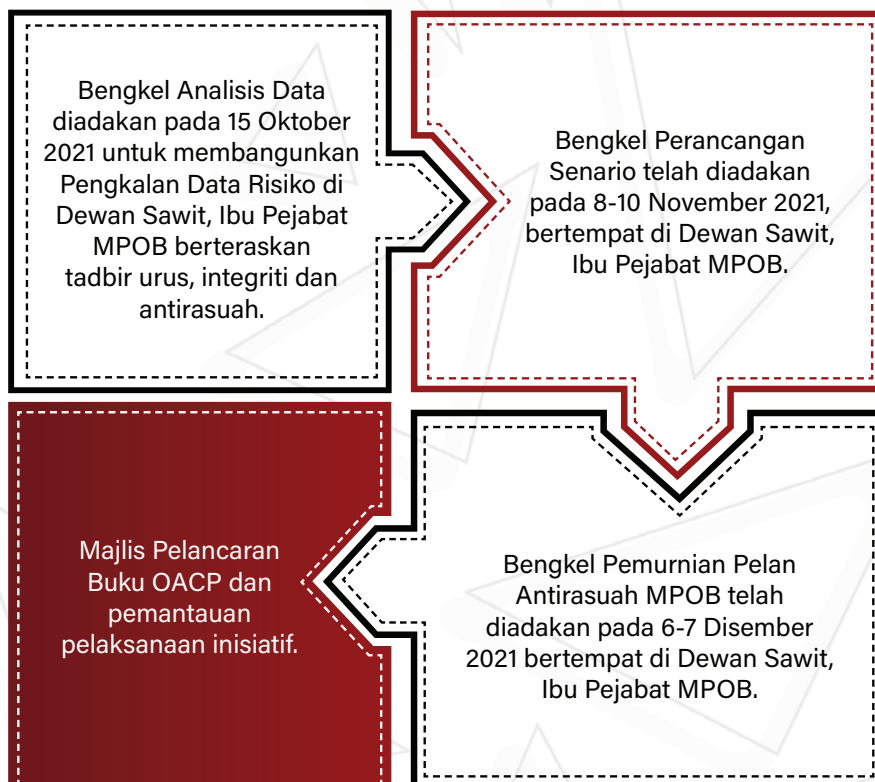 Bengkel Analisis Data
diadakan pada 15 Oktober
2021 untuk membangunkan
Pengkalan Data Risiko di
Dewan Sawit, Ibu Pejabat
MPOB berteraskan
tadbir urus, integriti dan
antirasuah.
Bengkel Perancangan
Senario telah diadakan
pada 8-10 November 2021,
bertempat di Dewan Sawit,
Ibu Pejabat MPOB.
Bengkel Pemurnian Pelan
Antirasuah MPOB telah
diadakan pada 6-7 Disember
2021 bertempat di Dewan Sawit,
Ibu Pejabat MPOB.
Majlis Pelancaran
Buku OACP dan
pemantauan
pelaksanaan inisiatif.